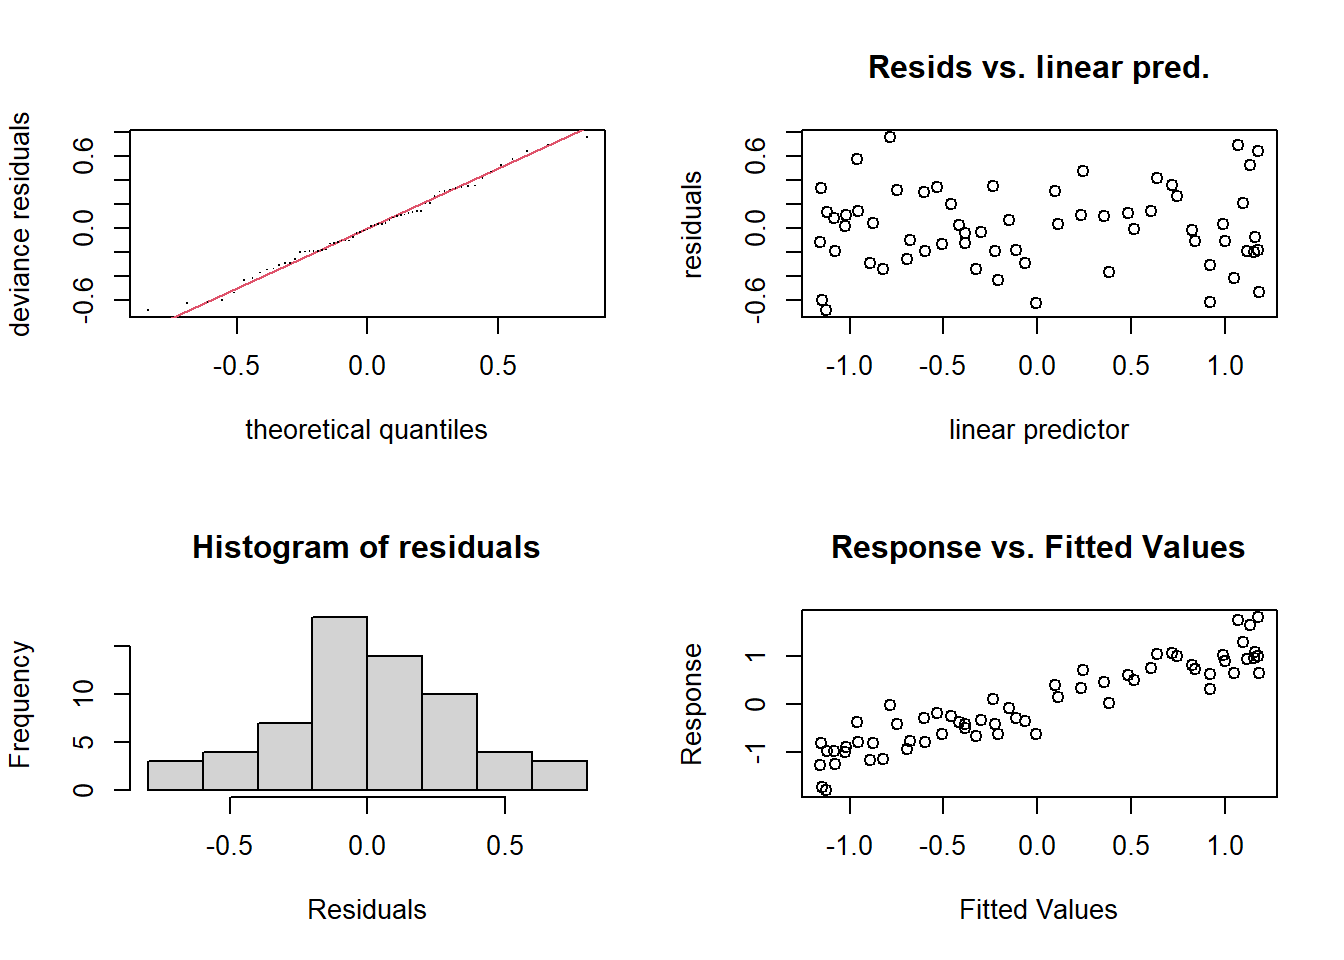 deviance residuals
0.6
0.0
-0.6
-0.5
0.0
0.5
theoretical quantiles
Resids vs. linear pred.
residuals
0.6
0.0
-0.6
-1.0
-0.5
0.0
0.5
1.0
linear predictor
Histogram of residuals
Frequency
10
5
0
-0.5
0.0
0.5
Residuals
Response vs. Fitted Values
Response
1
0
-1
-1.0
-0.5
0.0
0.5
1.0
Fitted Values